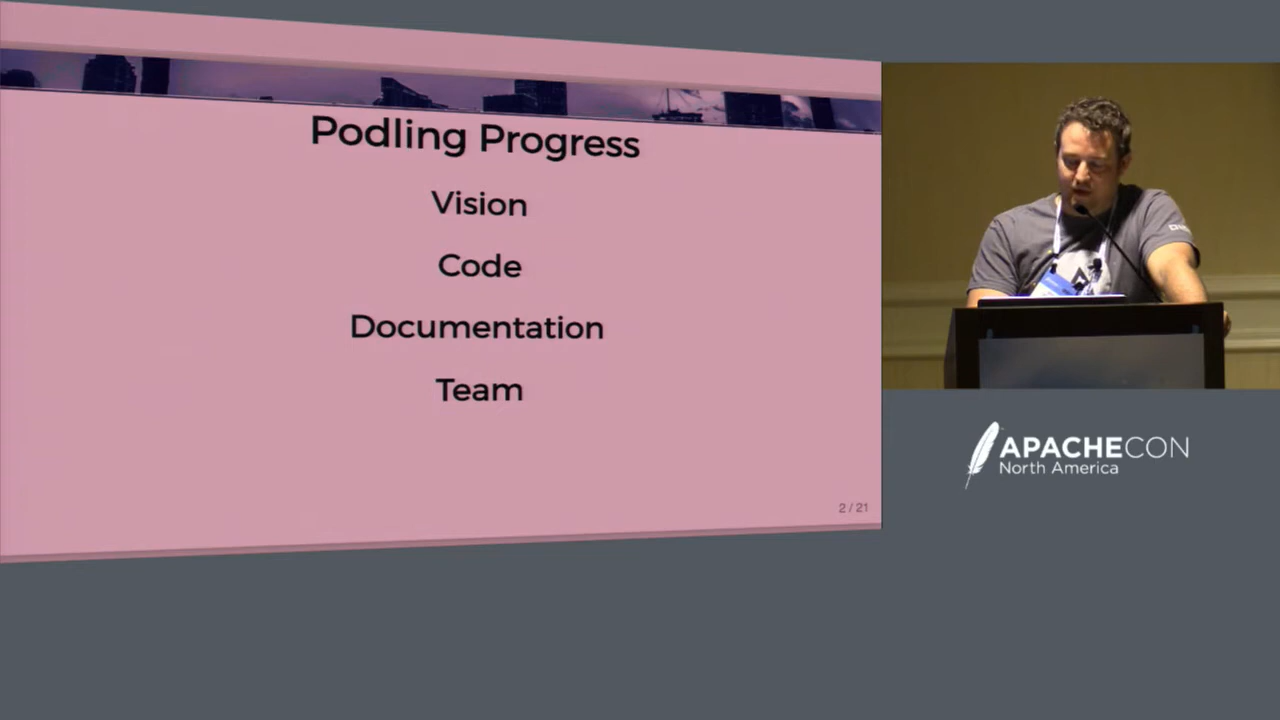 Podling Progress
Vision
Code
Documentation
Team
2 / 21
APACHECON
North America